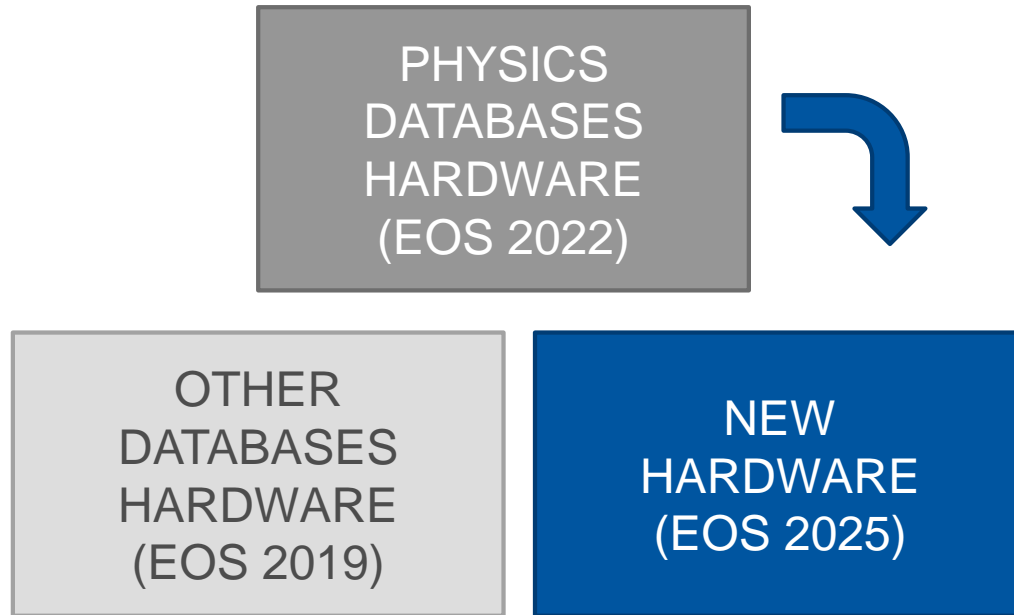 PHYSICS
DATABASES
HARDWARE
(EOS 2022)
OTHER
DATABASES
HARDWARE
(EOS 2019)
NEW
HARDWARE
(EOS 2025)